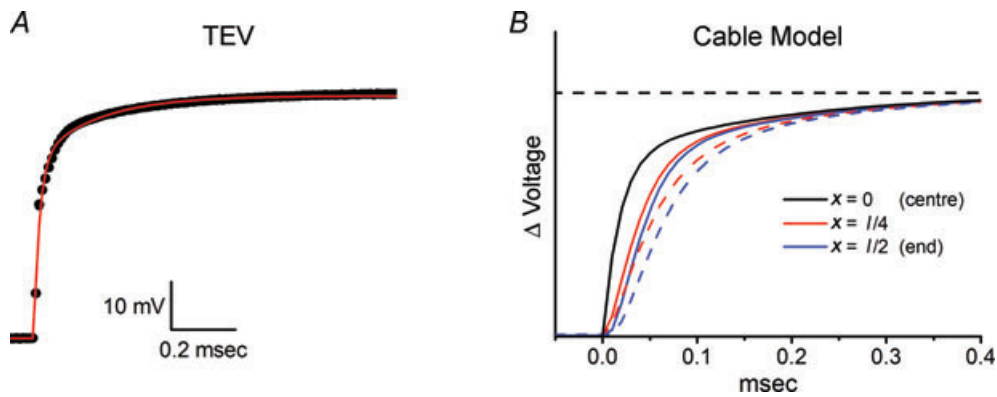 A
TEV
10 mV
0.2 msec
B
Cable Model
Δ Voltage
x = 0 (centre)
x = l/4
x = l/2 (end)
0.0 0.1 0.2 0.3 0.4
msec